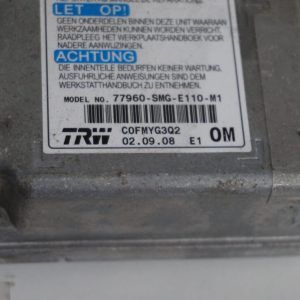 LET OP!
GEEN ONDERDELEN BINNEN DEZE UNIT WAARAAN
WERKZAAMHEDEN KUNNEN WORDEN VERRICHT.
RAADPLEEG HET WERKPLAATSHANDBOEK VOOR
NADERE AANWIJZINGEN.
ACHTUNG
DIE INNENTEILE BEDÜRFEN KEINER WARTUNG.
AUSFÜHRLICHE ANWEISUNGEN SIND DEM
WERKSTATTHANDBUCH ZU ENTNEHMEN.
MODEL NO. 77960-SMG-E110-M1
TRW COFMYG3Q2 OM
02.09.08 E1